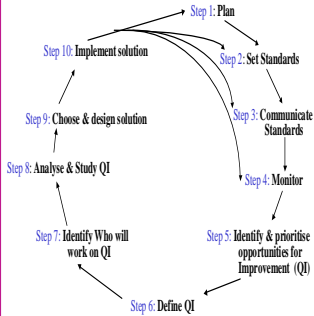 Step 1: Plan
Step 2: Set Standards
Step 3: Communicate
Standards
Step 4: Monitor
Step 5: Identify & prioritise
opportunities for
Improvement (QI)
Step 6: Define QI
Step 7: Identify Who will
work on QI
Step 8: Analyse & Study QI
Step 9: Choose & design solution
Step 10: Implement solution